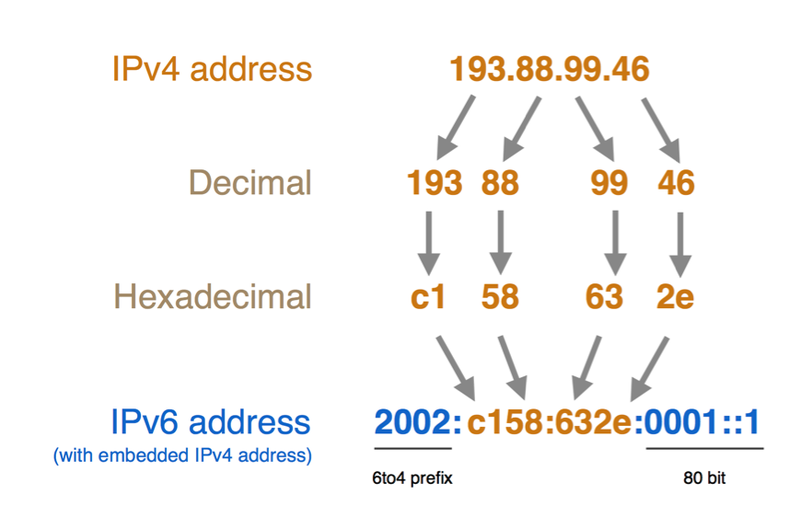 IPv4 address 193.88.99.46
Decimal 193 88 99 46
Hexadecimal c1 58 63 2e
IPv6 address 2002:c158:632e:0001::1
(with embedded IPv4 address)
6to4 prefix 80 bit